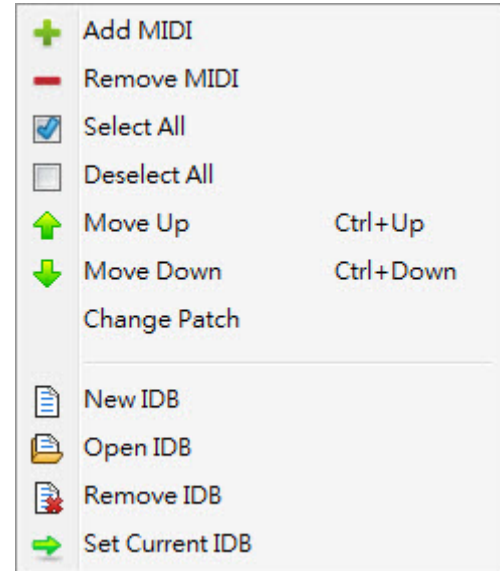 Add MIDI
Remove MIDI
Select All
Deselect All
Move Up Ctrl+Up
Move Down Ctrl+Down
Change Patch
New IDB
Open IDB
Remove IDB
Set Current IDB